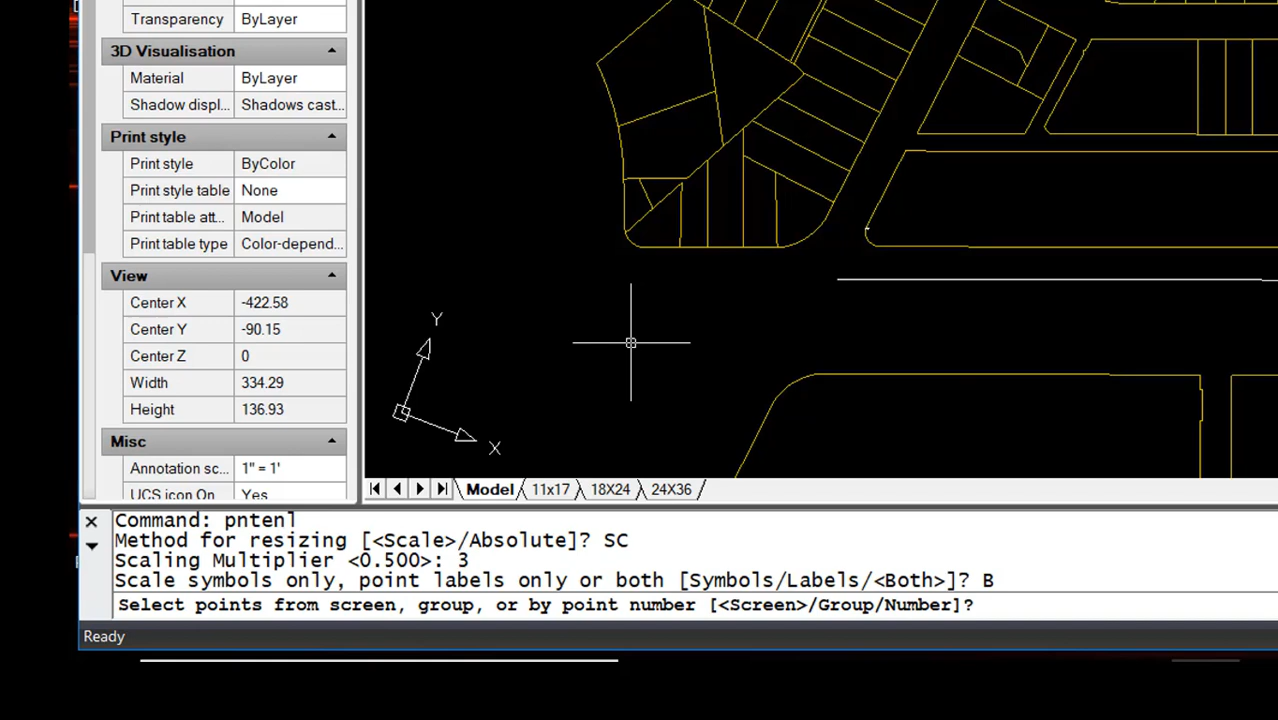 Transparency ByLayer
3D Visualisation
Material ByLayer
Shadow displ... Shadows cast...
Print style
Print style ByColor
Print style table None
Print table att... Model
Print table type Color-depend...
View
Center X -422.58
Center Y -90.15
Center Z 0
Width 334.29
Height 136.93
Misc
Annotation sc... 1" = 1'
UCS icon On Yes
Y
X
Model 11x17 18X24 24X36
Command: pntenl
Method for resizing [<Scale>/Absolute]? SC
Scaling Multiplier <0.500>: 3
Scale symbols only, point labels only or both [Symbols/Labels/<Both>]? B
Select points from screen, group, or by point number [<Screen>/Group/Number]?
Ready